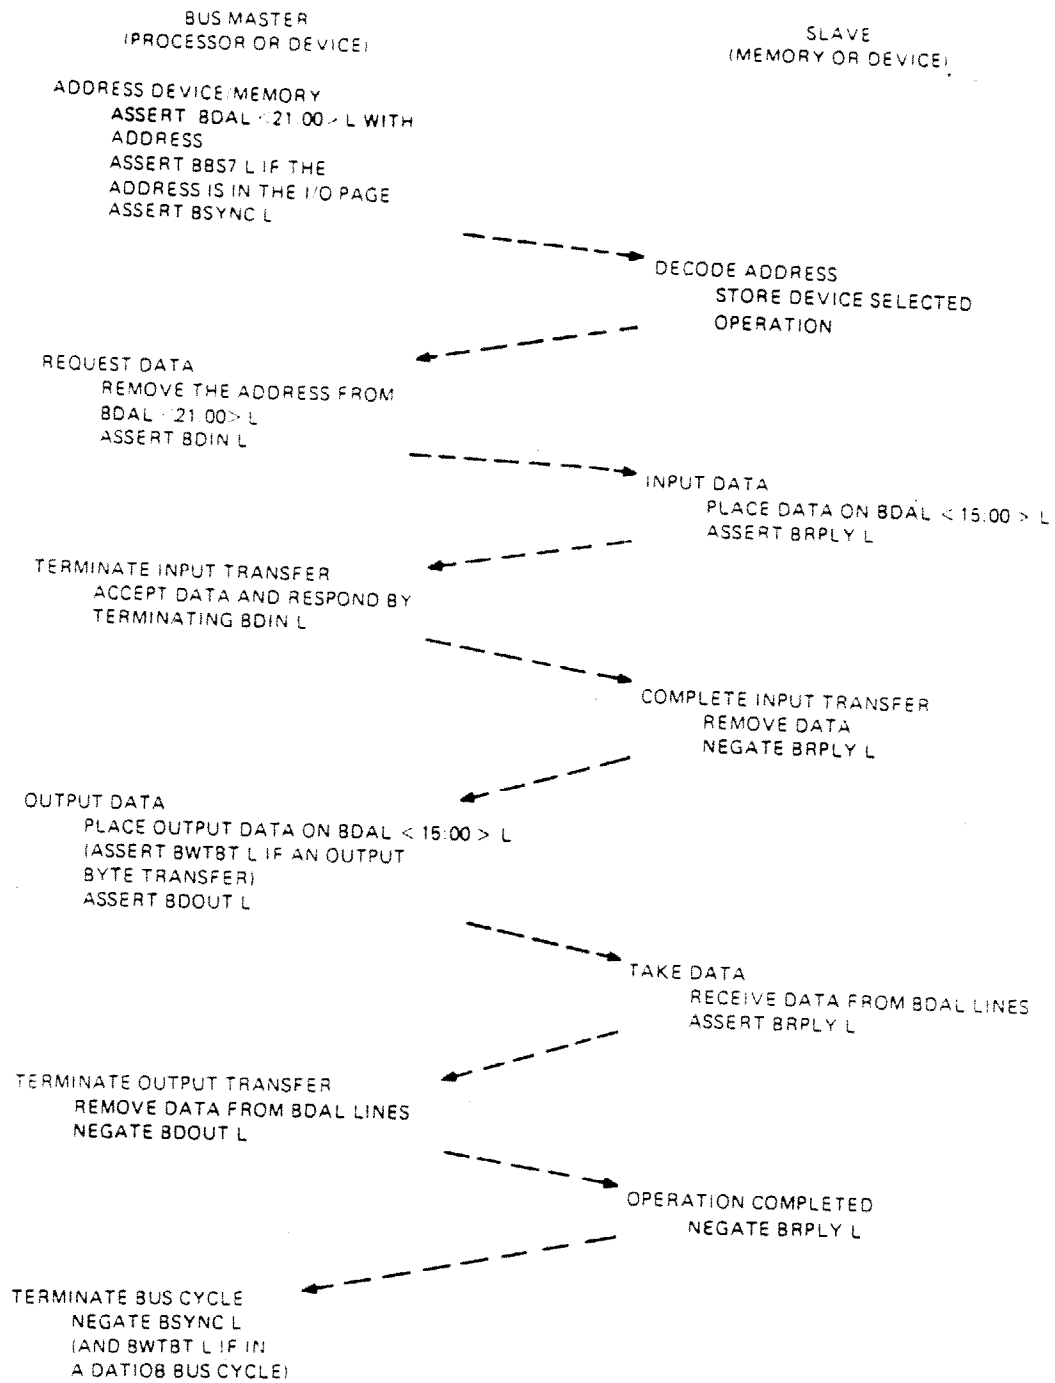 BUS MASTER
(PROCESSOR OR DEVICE)
SLAVE
(MEMORY OR DEVICE)
ADDRESS DEVICE/MEMORY
ASSERT BDAL <21:00> L WITH
ADDRESS
ASSERT BBS7 L IF THE
ADDRESS IS IN THE I/O PAGE
ASSERT BSYNC L
DECODE ADDRESS
STORE DEVICE SELECTED
OPERATION
REQUEST DATA
REMOVE THE ADDRESS FROM
BDAL <21:00> L
ASSERT BDIN L
INPUT DATA
PLACE DATA ON BDAL < 15:00 > L
ASSERT BRPLY L
TERMINATE INPUT TRANSFER
ACCEPT DATA AND RESPOND BY
TERMINATING BDIN L
COMPLETE INPUT TRANSFER
REMOVE DATA
NEGATE BRPLY L
OUTPUT DATA
PLACE OUTPUT DATA ON BDAL < 15:00 > L
(ASSERT BWTBT L IF AN OUTPUT
BYTE TRANSFER)
ASSERT BDOUT L
TAKE DATA
RECEIVE DATA FROM BDAL LINES
ASSERT BRPLY L
TERMINATE OUTPUT TRANSFER
REMOVE DATA FROM BDAL LINES
NEGATE BDOUT L
OPERATION COMPLETED
NEGATE BRPLY L
TERMINATE BUS CYCLE
NEGATE BSYNC L
(AND BWTBT L IF IN
A DATIOB BUS CYCLE)